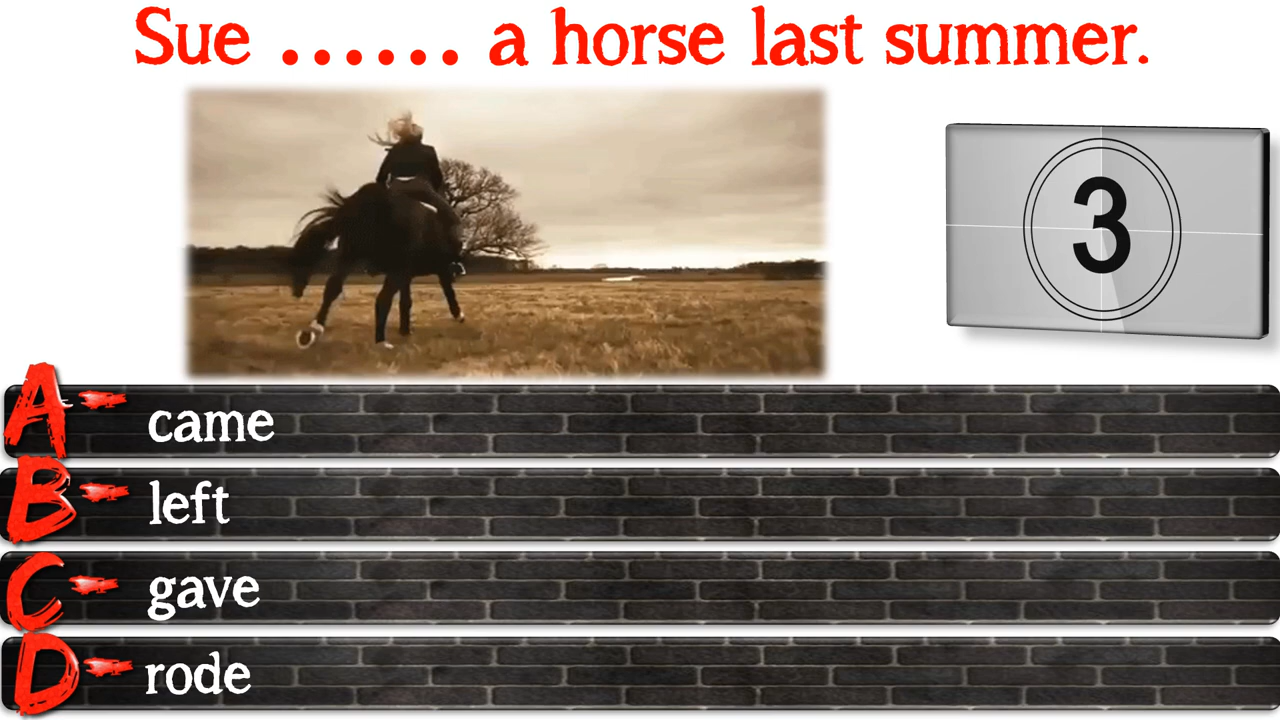 Sue ...... a horse last summer.
3
A- came
B- left
C- gave
D- rode